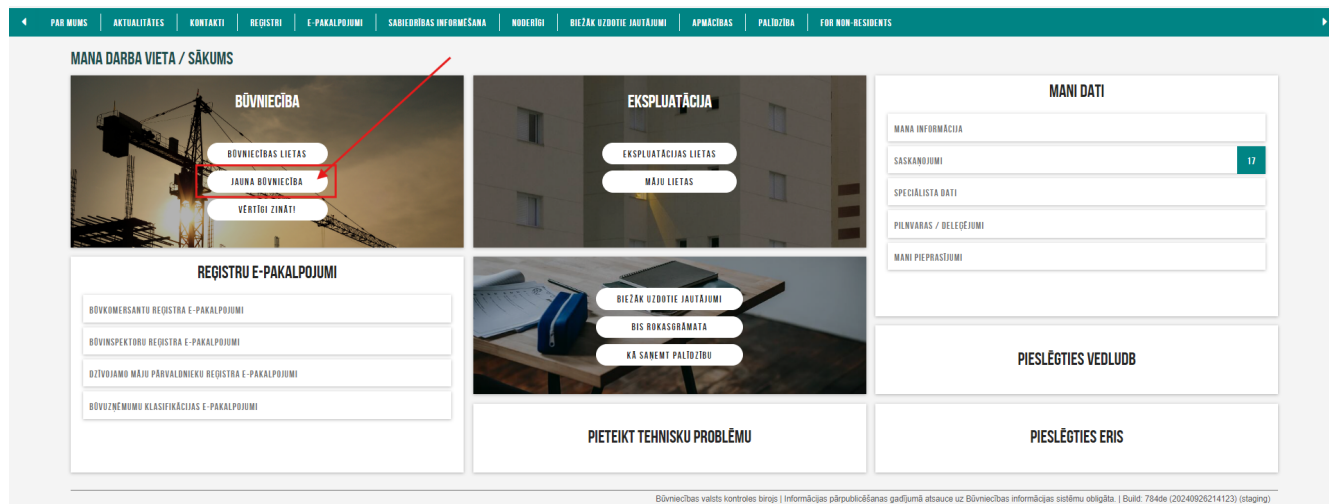 PAR MUMS AKTUALITĀTES KONTAKTI REĢISTRI E-PAKALPOJUMI SABIEDRĪBAS INFORMĒŠANA NODERĪGI BIEŽĀK UZDOTIE JAUTĀJUMI APMĀCĪBAS PALĪDZĪBA FOR NON-RESIDENTS
MANA DARBA VIETA / SĀKUMS
BŪVNIECĪBA
BŪVNIECĪBAS LIETAS
JAUNA BŪVNIECĪBA
VĒRTĪGI ZINĀT!
EKSPLUATĀCIJA
EKSPLUATĀCIJAS LIETAS
MĀJU LIETAS
MANI DATI
MANA INFORMĀCIJA
SASKAŅOJUMI 17
SPECIĀLISTA DATI
PILNVARAS / DELEĢĒJUMI
MANI PIEPRASĪJUMI
REĢISTRU E-PAKALPOJUMI
BŪVKOMERSANTU REĢISTRA E-PAKALPOJUMI
BŪVINSPEKTORU REĢISTRA E-PAKALPOJUMI
DZĪVOJAMO MĀJU PĀRVALDNIEKU REĢISTRA E-PAKALPOJUMI
BŪVUZŅĒMUMU KLASIFIKĀCIJAS E-PAKALPOJUMI
BIEŽĀK UZDOTIE JAUTĀJUMI
BIS ROKASGRĀMATA
KĀ SAŅEMT PALĪDZĪBU
PIESLĒGTIES VEDLUDB
PIETEIKT TEHNISKU PROBLĒMU
PIESLĒGTIES ERIS
Būvniecības valsts kontroles birojs | Informācijas pārpublicēšanas gadījumā atsauce uz Būvniecības informācijas sistēmu obligāta. | Build: 784de (20240926214123) (staging)